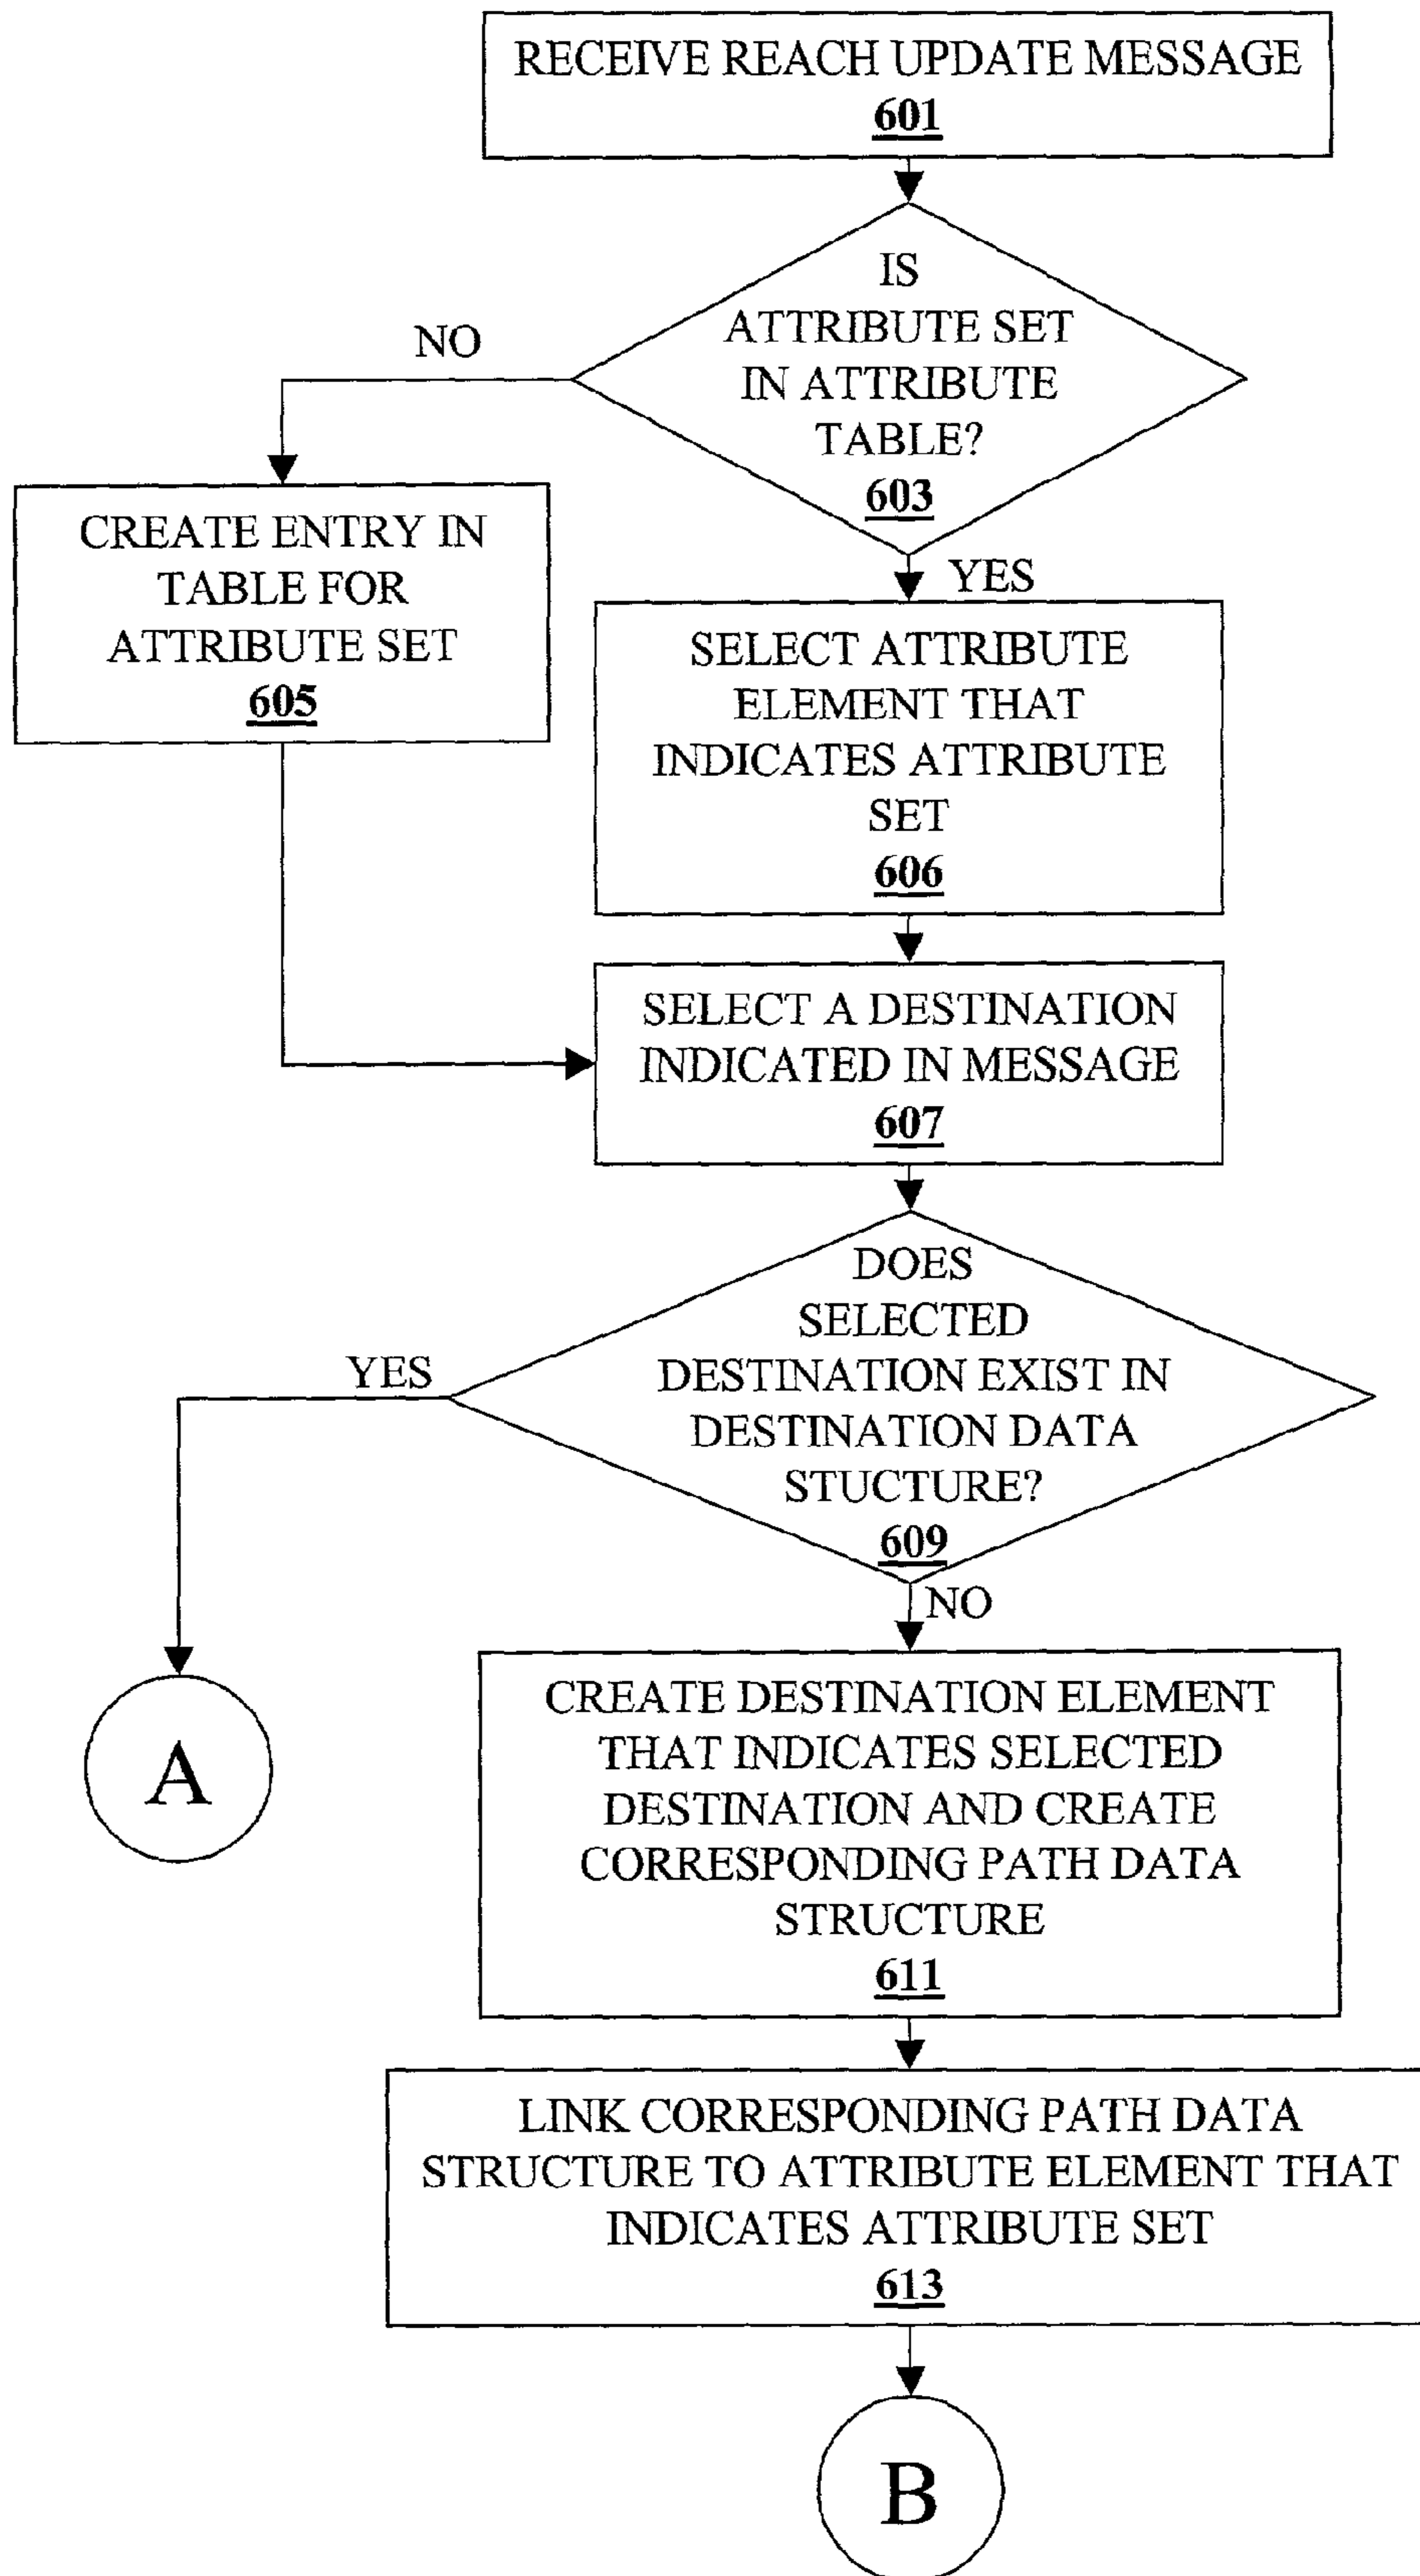 RECEIVE REACH UPDATE MESSAGE
601
IS
ATTRIBUTE SET
IN ATTRIBUTE
TABLE?
603
NO
YES
CREATE ENTRY IN
TABLE FOR
ATTRIBUTE SET
605
SELECT ATTRIBUTE
ELEMENT THAT
INDICATES ATTRIBUTE
SET
606
SELECT A DESTINATION
INDICATED IN MESSAGE
607
DOES
SELECTED
DESTINATION EXIST IN
DESTINATION DATA
STUCTURE?
609
YES
NO
A
CREATE DESTINATION ELEMENT
THAT INDICATES SELECTED
DESTINATION AND CREATE
CORRESPONDING PATH DATA
STRUCTURE
611
LINK CORRESPONDING PATH DATA
STRUCTURE TO ATTRIBUTE ELEMENT THAT
INDICATES ATTRIBUTE SET
613
B